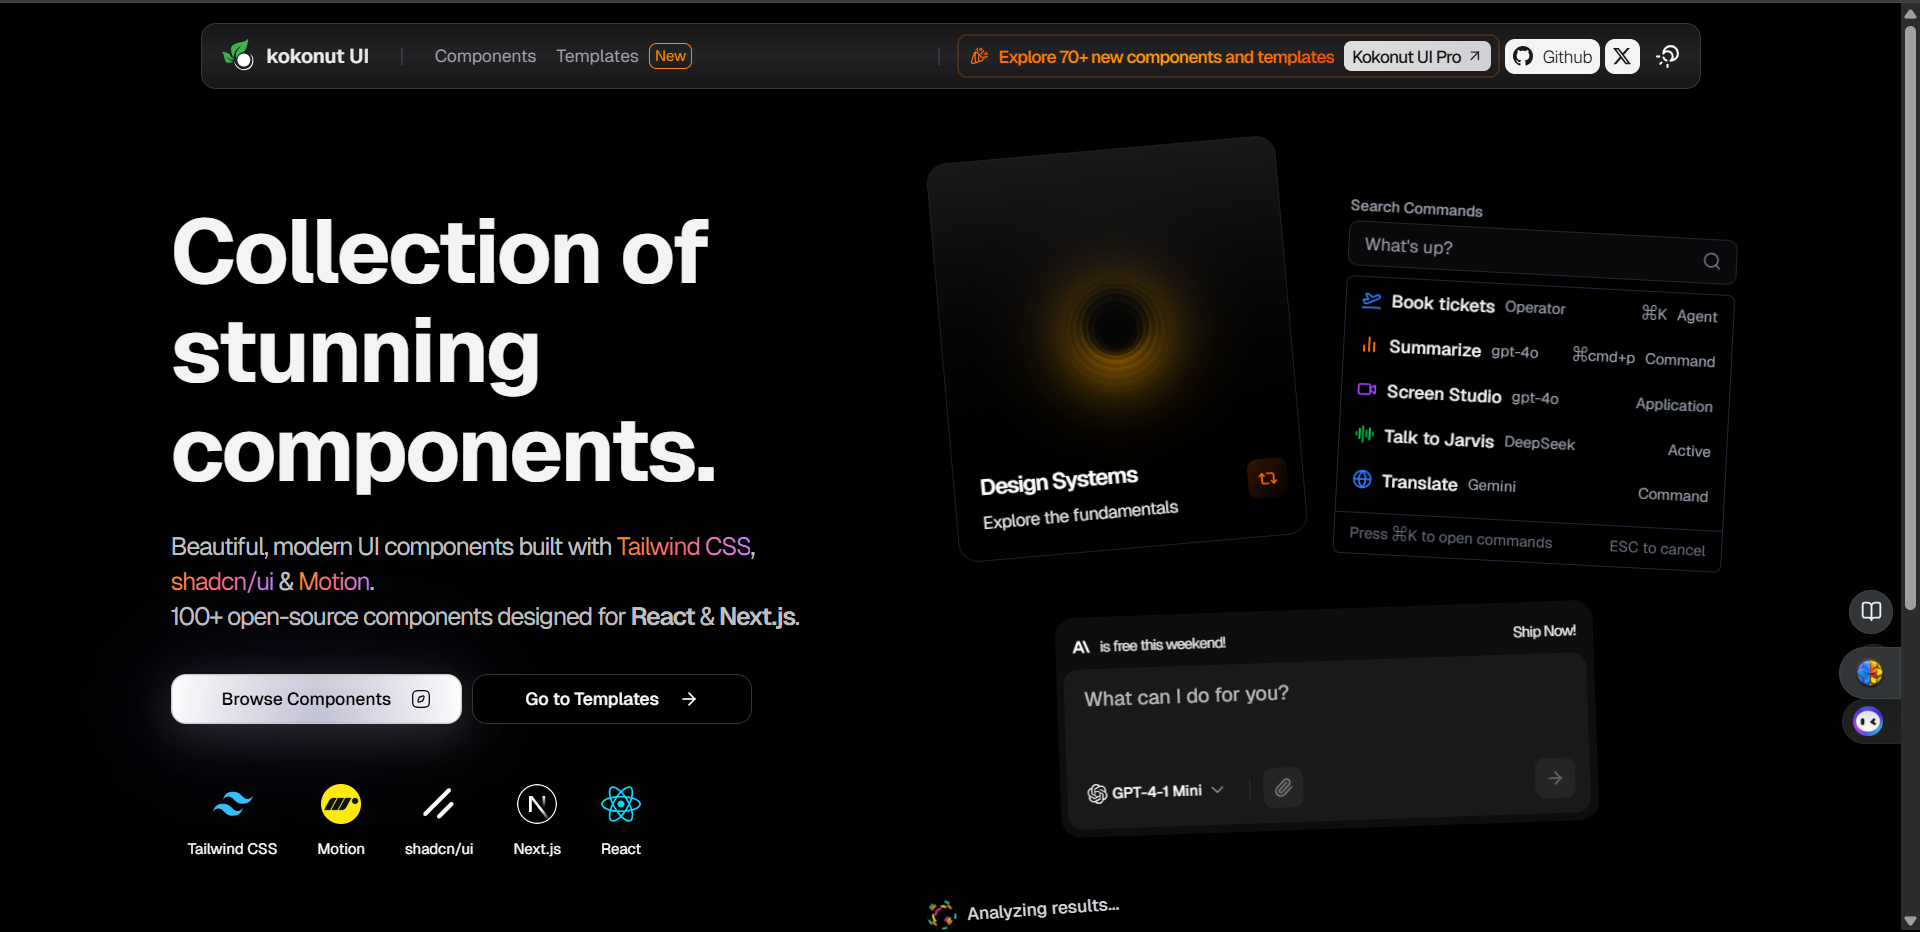 kokonut UI
Components
Templates
New
Explore 70+ new components and templates
Kokonut UI Pro
Github
Collection of
stunning
components.
Beautiful, modern UI components built with Tailwind CSS,
shadcn/ui & Motion.
100+ open-source components designed for React & Next.js.
Browse Components
Go to Templates
Tailwind CSS
Motion
shadcn/ui
Next.js
React
Design Systems
Explore the fundamentals
Search Commands
What's up?
Book tickets Operator ⌘K Agent
Summarize gpt-4o ⌘cmd+p Command
Screen Studio gpt-4o Application
Talk to Jarvis DeepSeek Active
Translate Gemini Command
Press ⌘K to open commands ESC to cancel
is free this weekend! Ship Now!
What can I do for you?
GPT-4-1 Mini
Analyzing results...